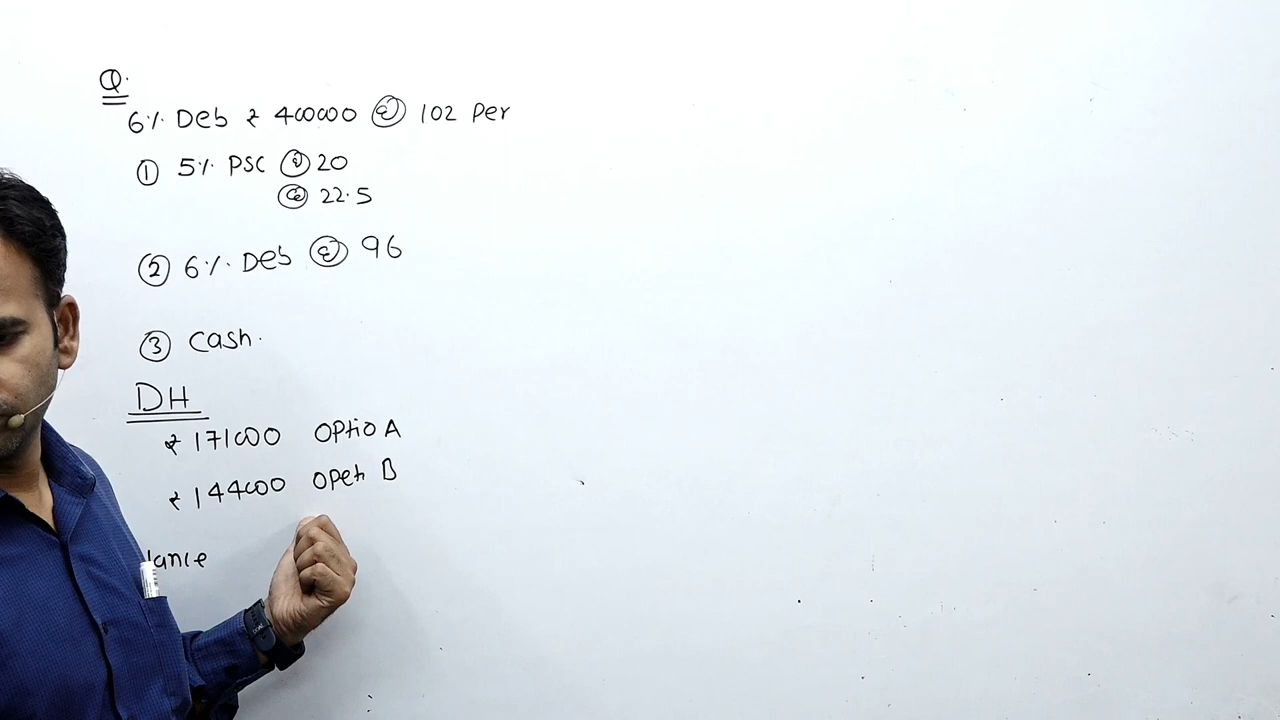 Q.
6% Deb ₹ 400000 @ 102 Per
① 5% PSC @ 20
@ 22.5
② 6% Deb @ 96
③ Cash.
DH
₹ 171000 OPtio A
₹ 144000 OPeti B
lance